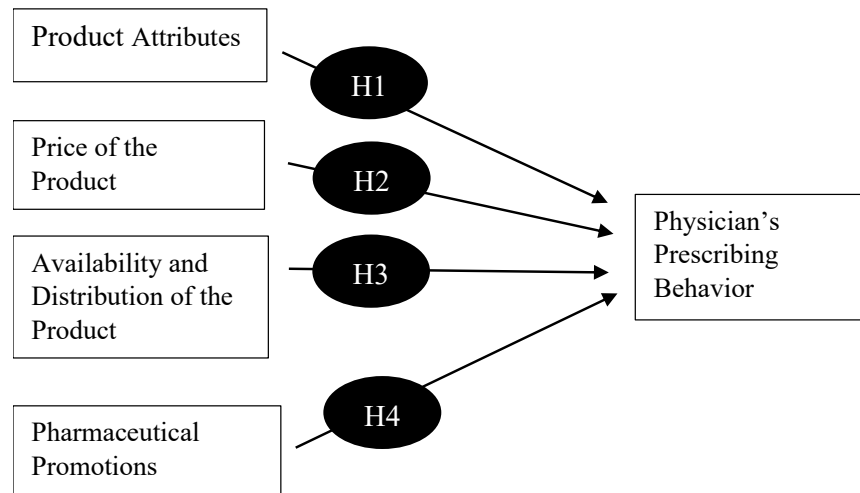 Product Attributes
H1
Price of the
Product
H2
Availability and
Distribution of the
Product
H3
Pharmaceutical
Promotions
H4
Physician’s
Prescribing
Behavior